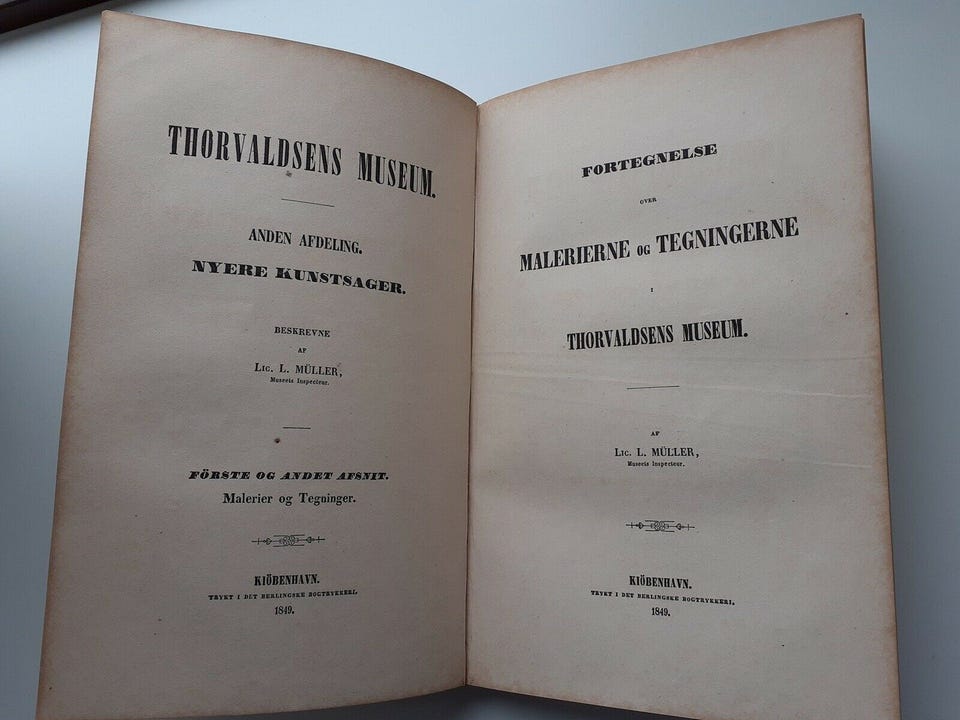 THORVALDSENS MUSEUM.
ANDEN AFDELING.
NYERE KUNSTSAGER.
BESKREVNE
AF
LIC. L. MÜLLER,
Museets Inspecteur.
FÖRSTE OG ANDET AFSNIT.
Malerier og Tegninger.
KIÖBENHAVN.
TRYKT I DET BERLINGSKE BOGTRYKKERI.
1849.
FORTEGNELSE
OVER
MALERIERNE OG TEGNINGERNE
I
THORVALDSENS MUSEUM.
AF
LIC. L. MÜLLER,
Museets Inspecteur.
KIÖBENHAVN.
TRYKT I DET BERLINGSKE BOGTRYKKERI.
1849.